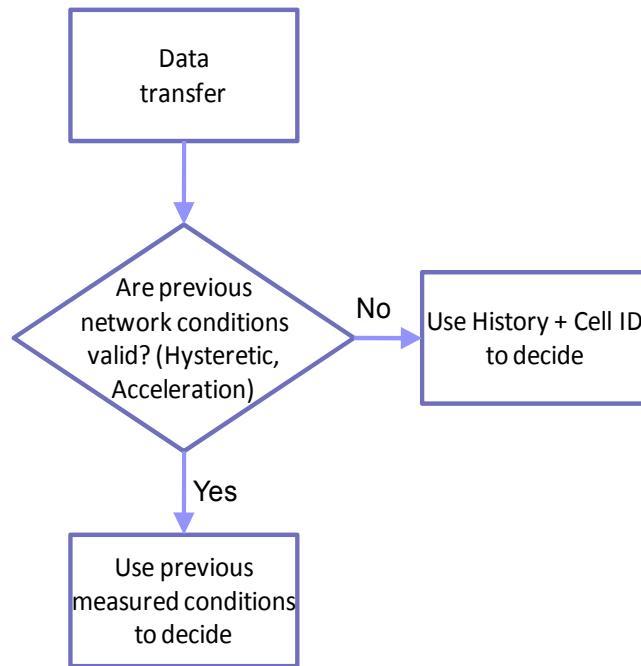 Data
transfer
Are previous
network conditions
valid? (Hysteretic,
Acceleration)
No
Use History + Cell ID
to decide
Yes
Use previous
measured conditions
to decide